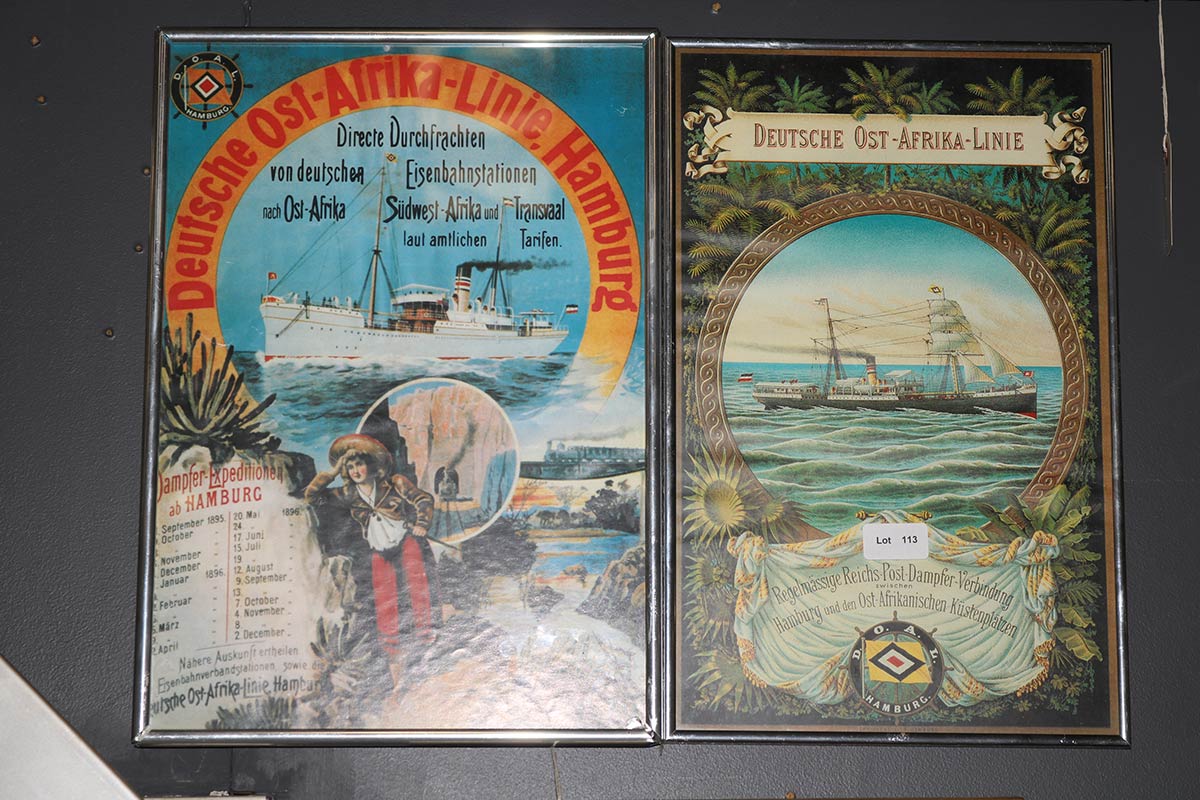 D. O. A. L.
HAMBURG.
Deutsche Ost-Afrika-Linie, Hamburg
Directe Durchfrachten
von deutschen Eisenbahnstationen
nach Ost-Afrika Südwest-Afrika und Transvaal
laut amtlichen Tarifen.
Dampfer-Expeditionen
ab HAMBURG
September 1895.
October
November
December
Januar 1896.
Februar
März
April
20. Mai 1896.
24. „
17. Juni „
15. Juli „
19
12. August
9. September „
13. „
7. October „
4. November „
8. „
2. December „
Nähere Auskunft ertheilen
Eisenbahnverbandstationen, sowie die
Deutsche Ost-Afrika-Linie, Hamburg
DEUTSCHE OST-AFRIKA-LINIE
Lot 113
Regelmässige Reichs-Post-Dampfer-Verbindung
zwischen
Hamburg und den Ost-Afrikanischen Küstenplätzen
D. O. A. L.
HAMBURG.